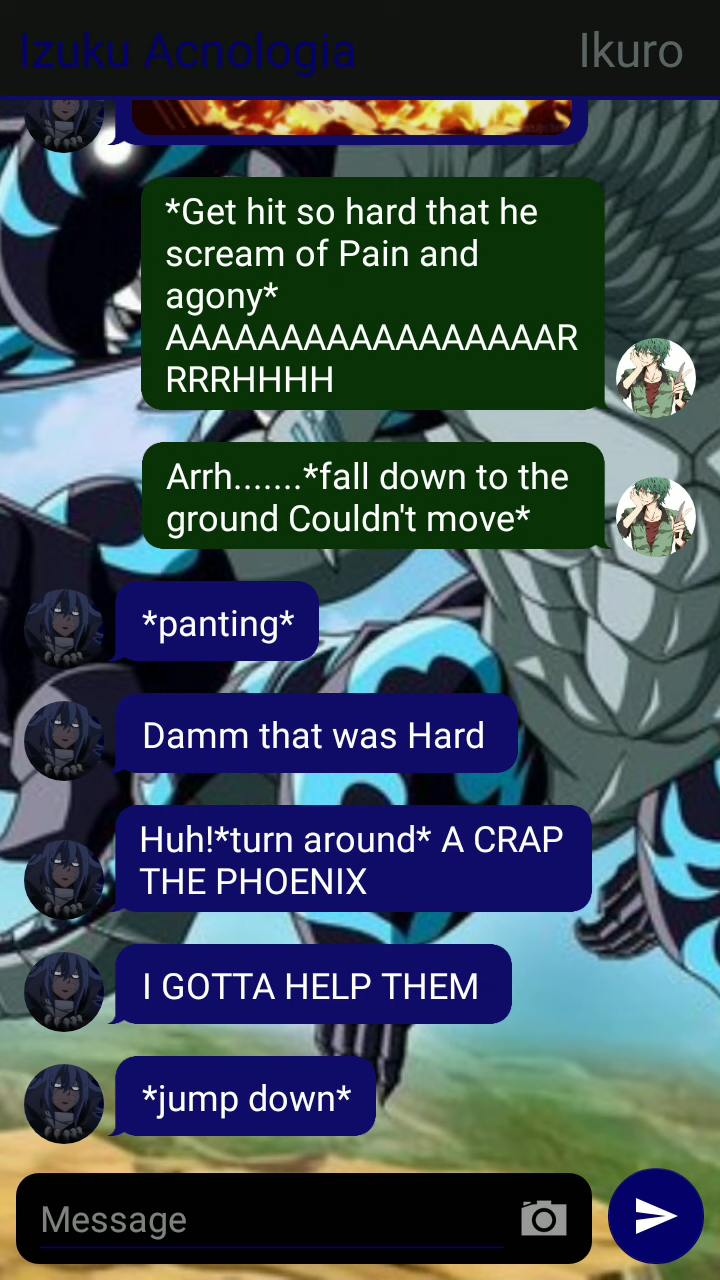 Izuku Acnologia
Ikuro
*Get hit so hard that he
scream of Pain and
agony*
AAAAAAAAAAAAAAAAAAR
RRRHHHH
Arrh.......*fall down to the
ground Couldn't move*
*panting*
Damm that was Hard
Huh!*turn around* A CRAP
THE PHOENIX
I GOTTA HELP THEM
*jump down*
Message